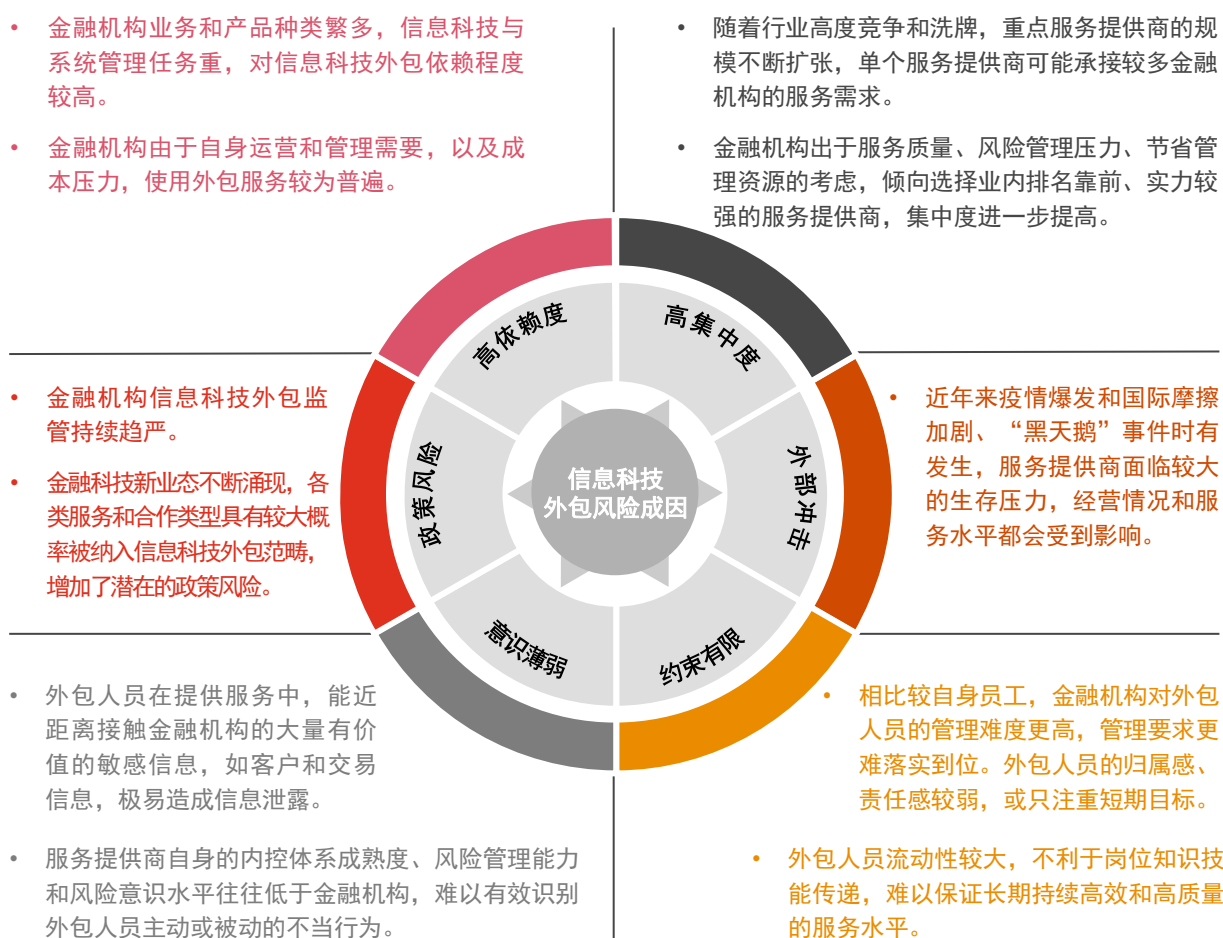 • 金融机构业务和产品种类繁多，信息科技与
系统管理任务重，对信息科技外包依赖程度
较高。
• 金融机构由于自身运营和管理需要，以及成
本压力，使用外包服务较为普遍。
• 随着行业高度竞争和洗牌，重点服务提供商的规
模不断扩张，单个服务提供商可能承接较多金融
机构的服务需求。
• 金融机构出于服务质量、风险管理压力、节省管
理资源的考虑，倾向选择业内排名靠前、实力较
强的服务提供商，集中度进一步提高。
高依赖度
高集中度
• 金融机构信息科技外包监
管持续趋严。
• 金融科技新业态不断涌现，各
类服务和合作类型具有较大概
率被纳入信息科技外包范畴，
增加了潜在的政策风险。
政策风险
信息科技
外包风险成因
外部冲击
• 近年来疫情爆发和国际摩擦
加剧、“黑天鹅”事件时有
发生，服务提供商面临较大
的生存压力，经营情况和服
务水平都会受到影响。
意识薄弱
约束有限
• 外包人员在提供服务中，能近
距离接触金融机构的大量有价
值的敏感信息，如客户和交易
信息，极易造成信息泄露。
• 服务提供商自身的内控体系成熟度、风险管理能力
和风险意识水平往往低于金融机构，难以有效识别
外包人员主动或被动的不当行为。
• 相比较自身员工，金融机构对外包
人员的管理难度更高，管理要求更
难落实到位。外包人员的归属感、
责任感较弱，或只注重短期目标。
• 外包人员流动性较大，不利于岗位知识技
能传递，难以保证长期持续高效和高质量
的服务水平。